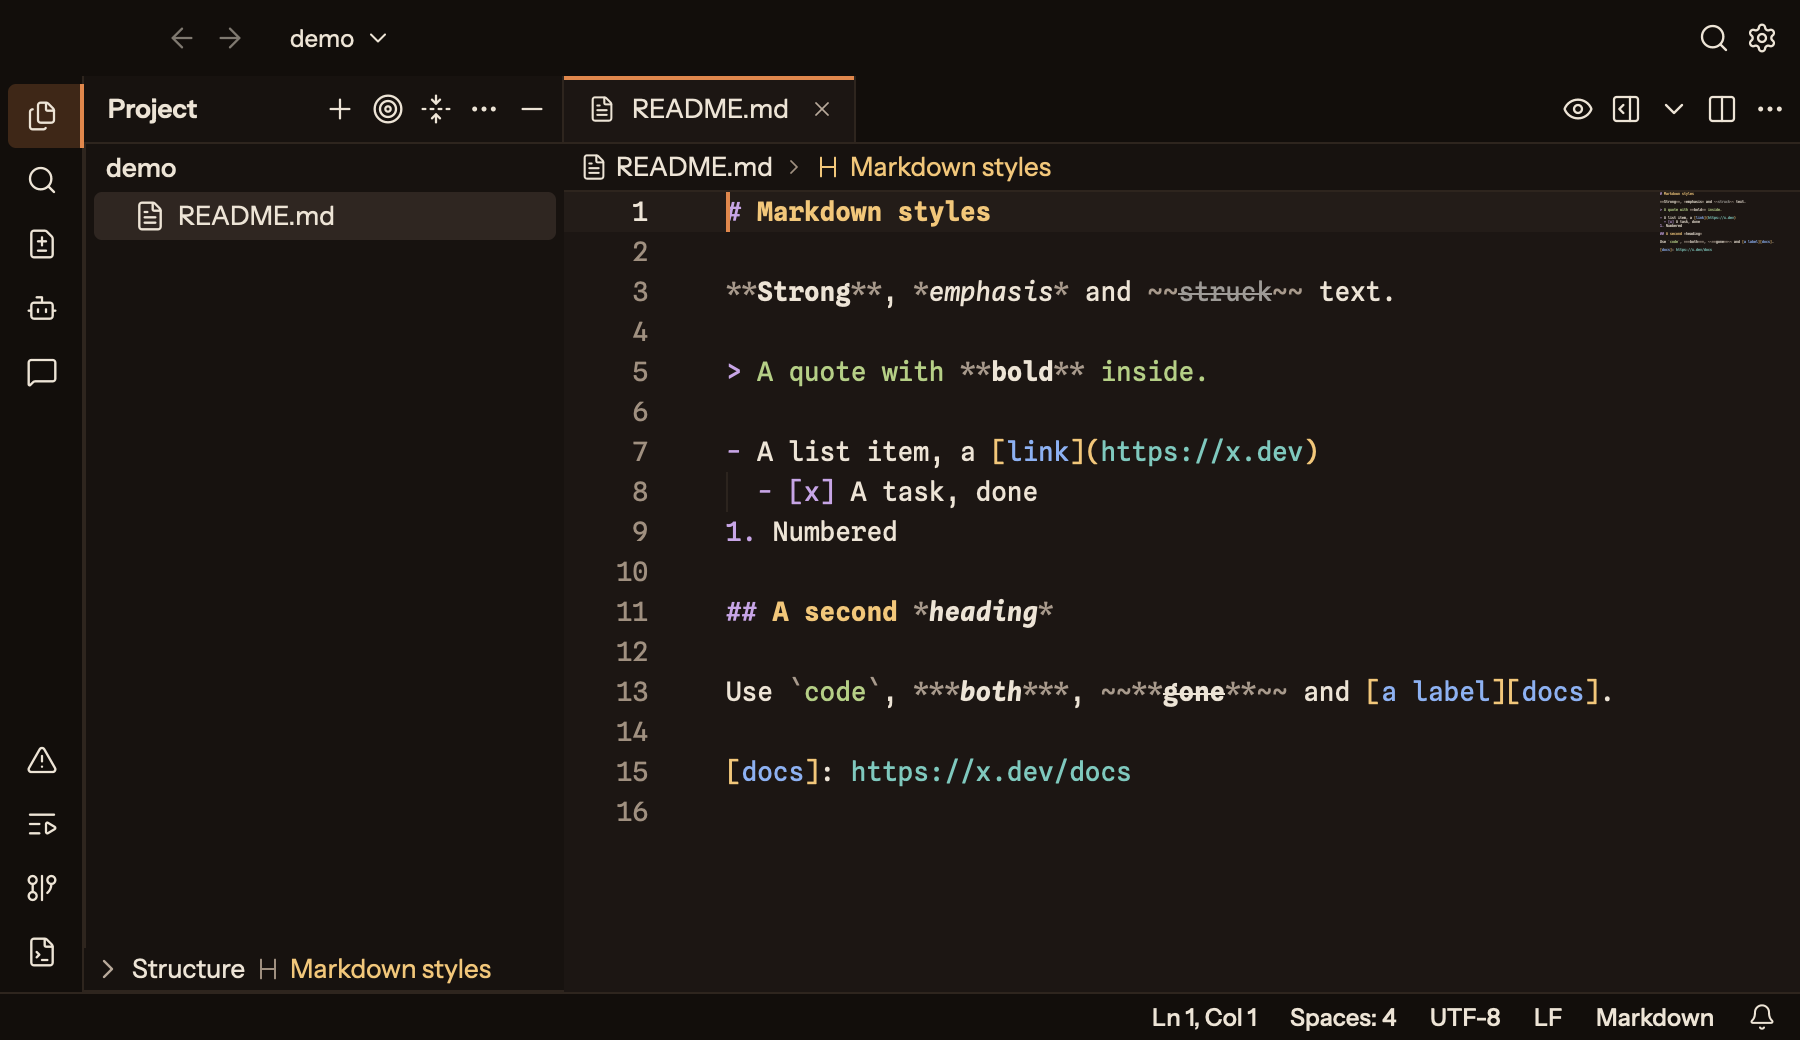 demo
Project
README.md
demo
README.md
README.md > H Markdown styles
1 # Markdown styles
2
3 **Strong**, *emphasis* and ~~struck~~ text.
4
5 > A quote with **bold** inside.
6
7 - A list item, a [link](https://x.dev)
8   - [x] A task, done
9 1. Numbered
10
11 ## A second *heading*
12
13 Use `code`, ***both***, ~~**gone**~~ and [a label][docs].
14
15 [docs]: https://x.dev/docs
16
Structure H Markdown styles
Ln 1, Col 1 Spaces: 4 UTF-8 LF Markdown